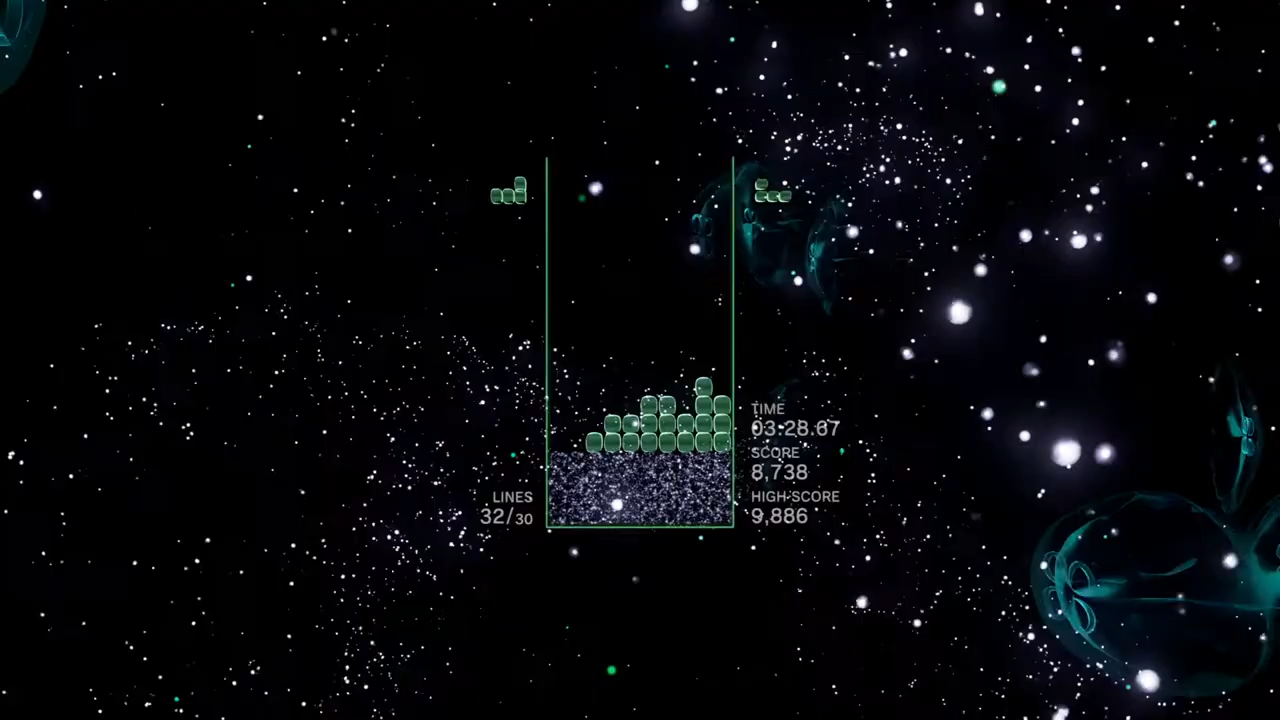 LINES
32/30
TIME
03:28.67
SCORE
8,738
HIGH-SCORE
9,886